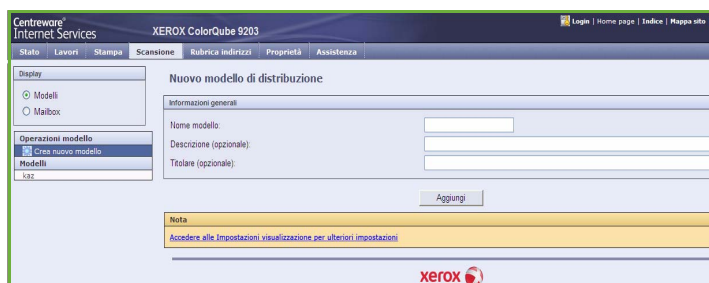 Centreware®
Internet Services
XEROX ColorQube 9203
Login | Home page | Indice | Mappa sito
Stato Lavori Stampa Scansione Rubrica indirizzi Proprietà Assistenza
Display
Modelli
Mailbox
Operazioni modello
Crea nuovo modello
Modelli
kaz
Nuovo modello di distribuzione
Informazioni generali
Nome modello:
Descrizione (opzionale):
Titolare (opzionale):
Aggiungi
Nota
Accedere alle Impostazioni visualizzazione per ulteriori impostazioni
xerox